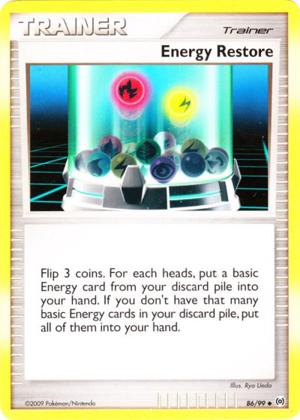 TRAINER
Trainer
Energy Restore
Flip 3 coins. For each heads, put a basic
Energy card from your discard pile into
your hand. If you don't have that many
basic Energy cards in your discard pile, put
all of them into your hand.
Illus. Ryo Ueda
©2009 Pokémon/Nintendo
86/99